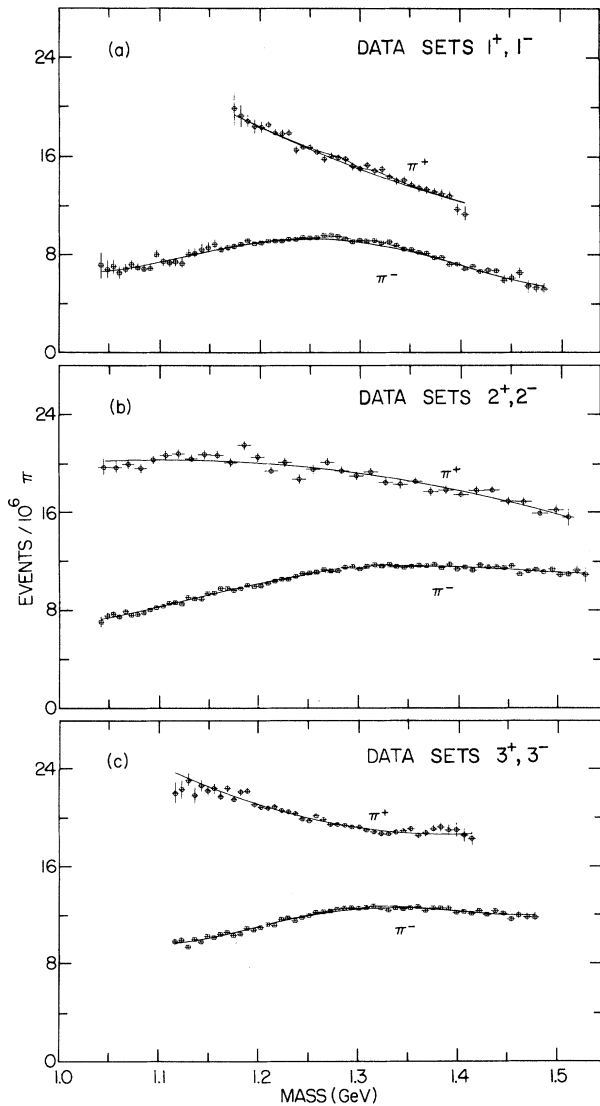 (a) DATA SETS 1⁺, 1⁻
24
16
8
0
π⁺
π⁻
(b) DATA SETS 2⁺,2⁻
24
16
8
0
π⁺
π⁻
EVENTS / 10⁶ π
(c) DATA SETS 3⁺, 3⁻
24
16
8
0
π⁺
π⁻
1.0 1.1 1.2 1.3 1.4 1.5
MASS (GeV)